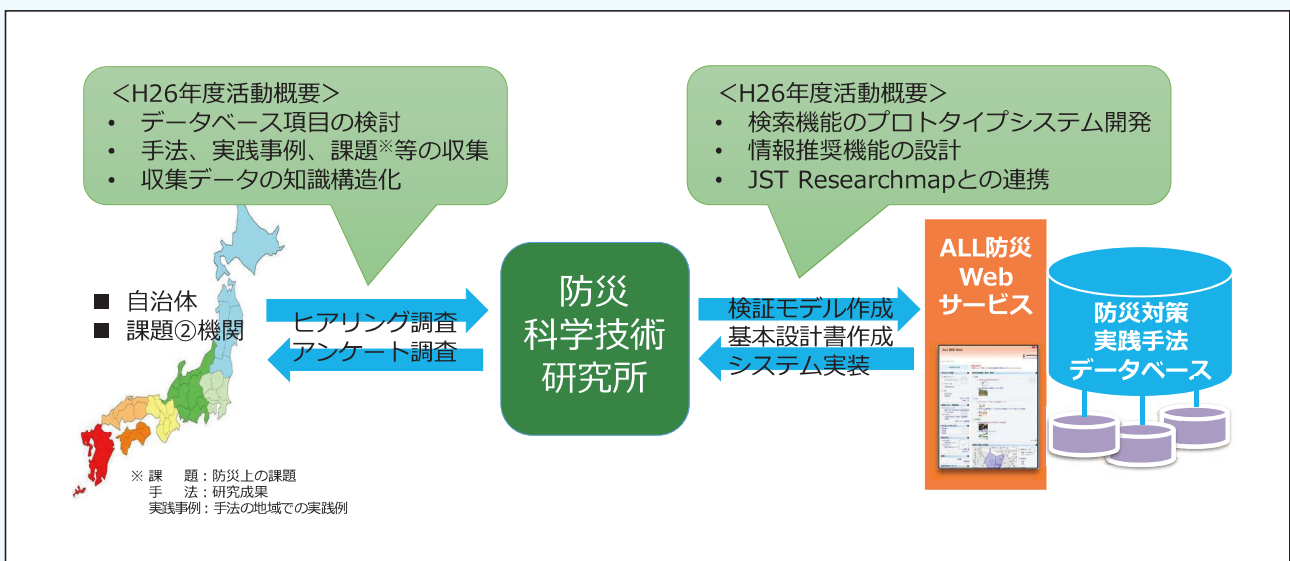 <H26年度活動概要>
• データベース項目の検討
• 手法、実践事例、課題※等の収集
• 収集データの知識構造化
<H26年度活動概要>
• 検索機能のプロトタイプシステム開発
• 情報推奨機能の設計
• JST Researchmapとの連携
■ 自治体
■ 課題②機関
ヒアリング調査
アンケート調査
防災
科学技術
研究所
検証モデル作成
基本設計書作成
システム実装
ALL防災
Web
サービス
防災対策
実践手法
データベース
※ 課　　題：防災上の課題
手　　法：研究成果
実践事例：手法の地域での実践例